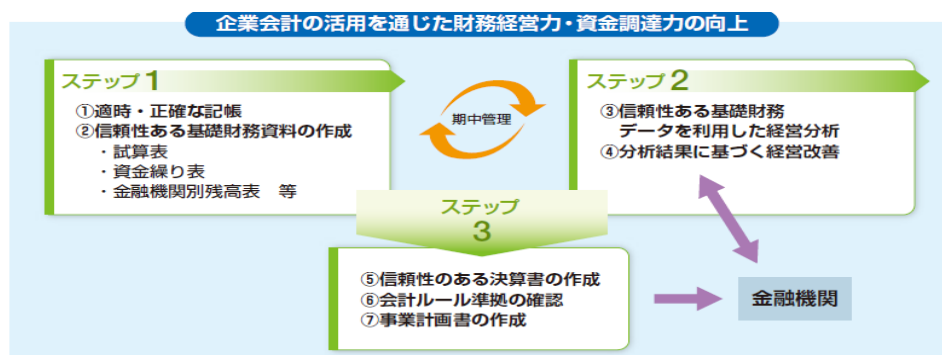 企業会計の活用を通じた財務経営力・資金調達力の向上
ステップ1
①適時・正確な記帳
②信頼性ある基礎財務資料の作成
・試算表
・資金繰り表
・金融機関別残高表　等
期中管理
ステップ2
③信頼性ある基礎財務
データを利用した経営分析
④分析結果に基づく経営改善
ステップ
3
⑤信頼性のある決算書の作成
⑥会計ルール準拠の確認
⑦事業計画書の作成
金融機関